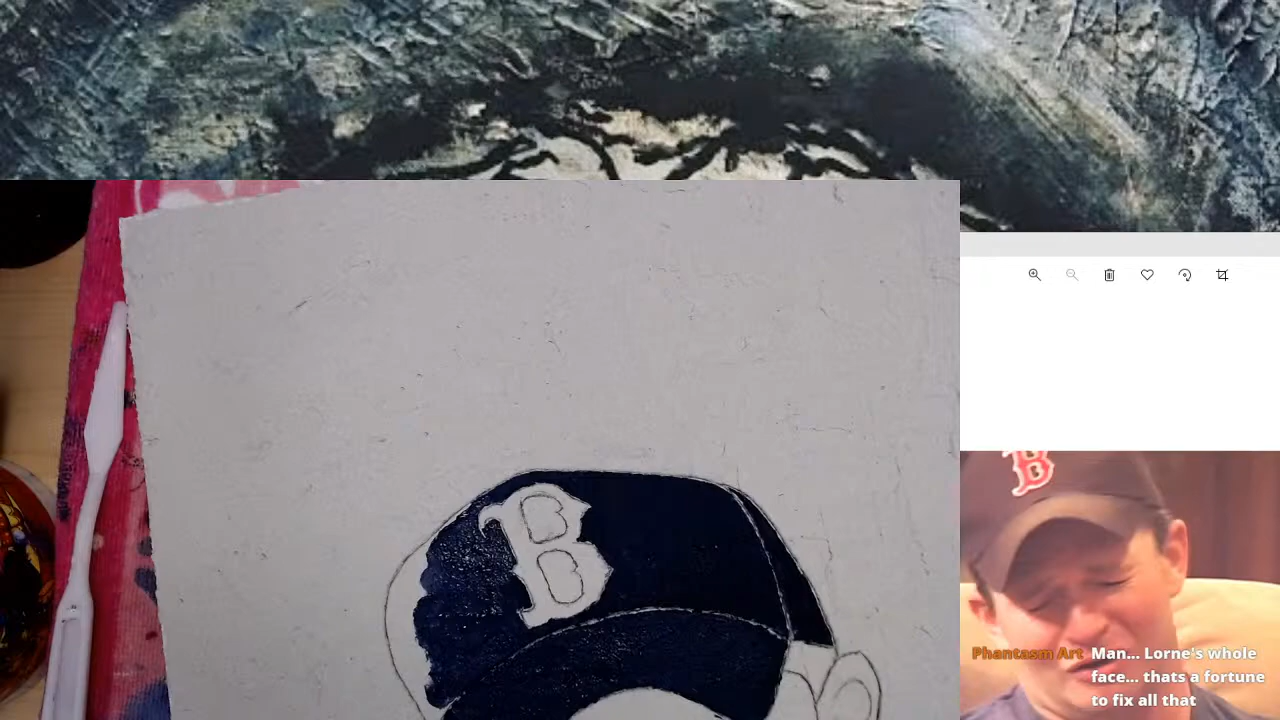 B
B
Phantasm Art Man... Lorne's whole
face... thats a fortune
to fix all that